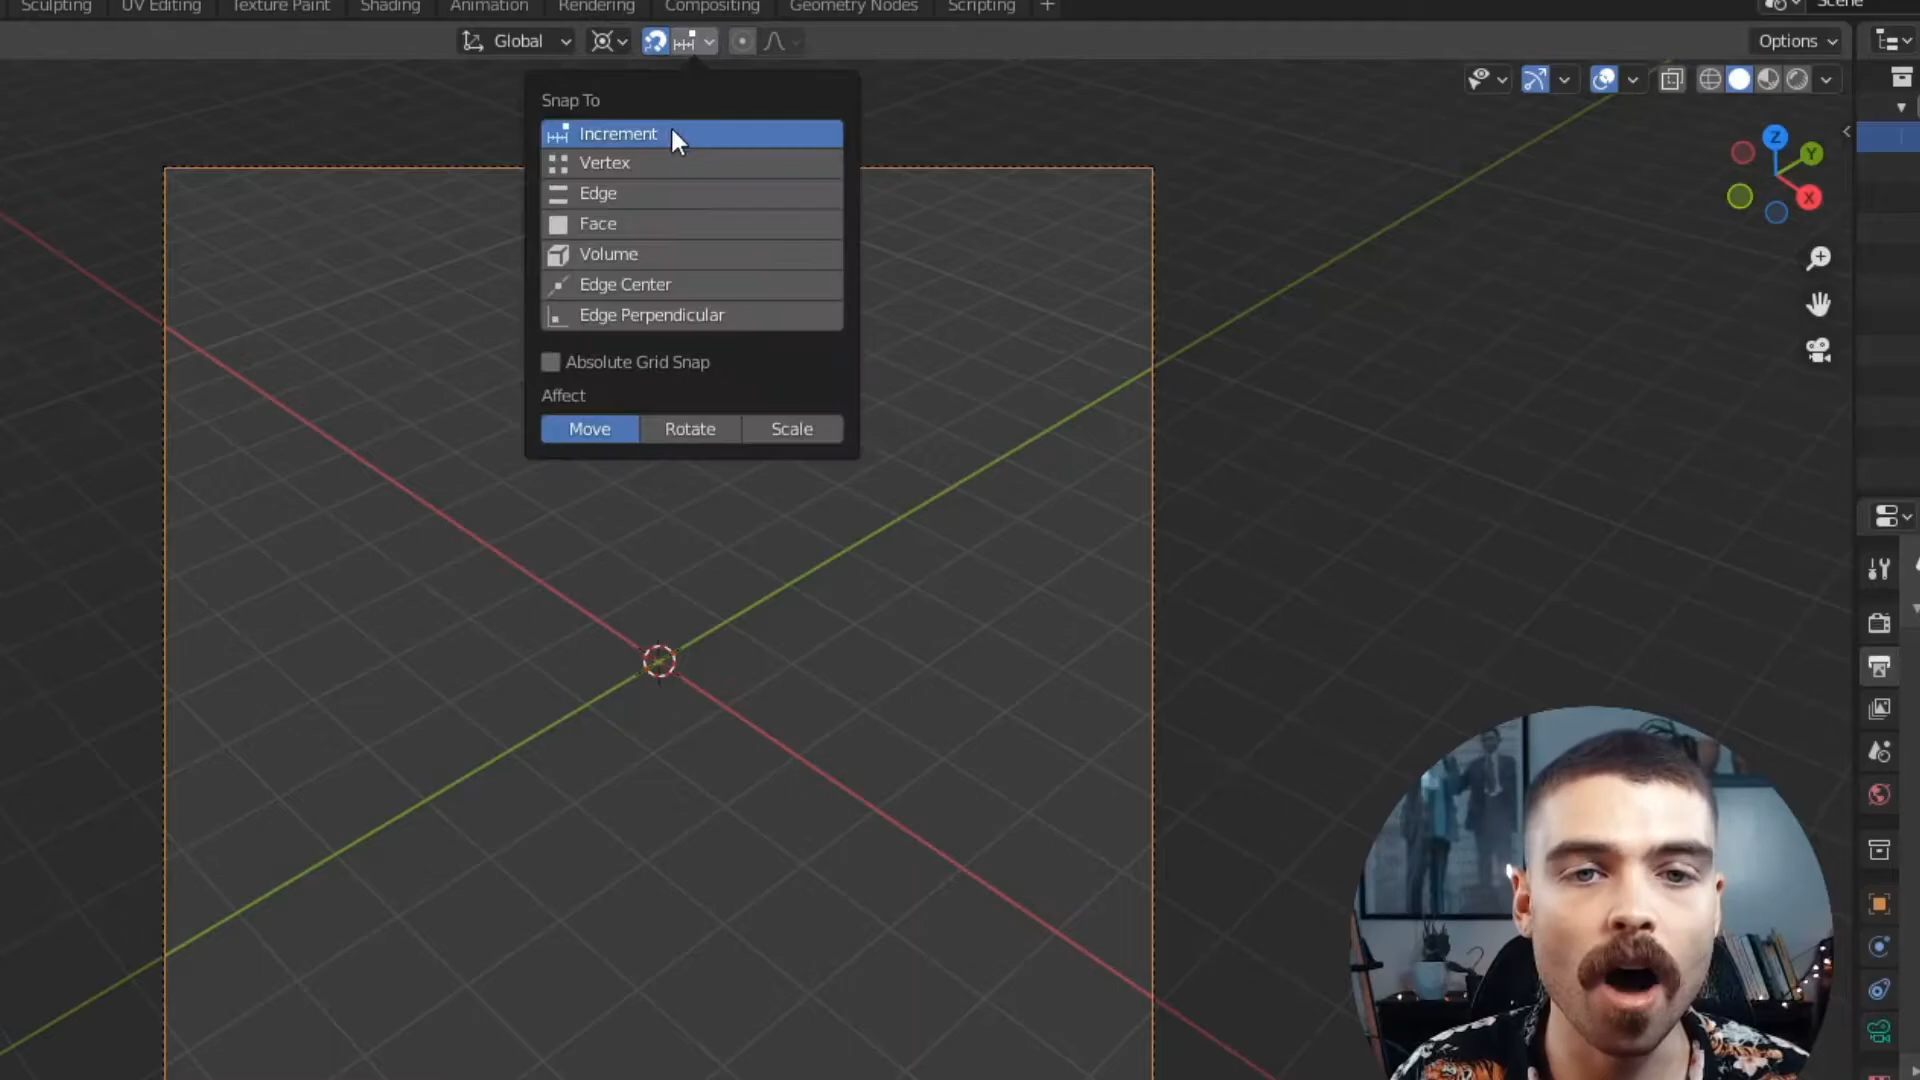 Sculpting UV Editing Texture Paint Shading Animation Rendering Compositing Geometry Nodes Scripting + Scene
Global Options
Snap To
Increment
Vertex
Edge
Face
Volume
Edge Center
Edge Perpendicular
Absolute Grid Snap
Affect
Move Rotate Scale
Z
Y
X